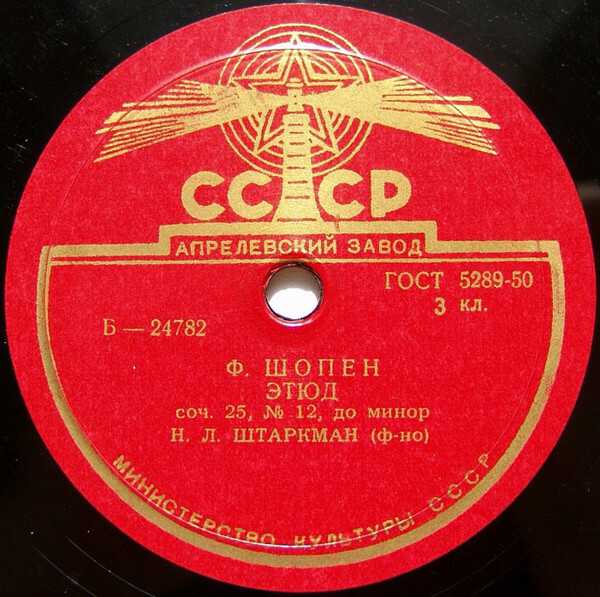 СССР
АПРЕЛЕВСКИЙ ЗАВОД
ГОСТ 5289-50
3 кл.
Б — 24782
Ф. ШОПЕН
ЭТЮД
соч. 25, № 12, до минор
Н. Л. ШТАРКМАН (ф-но)
МИНИСТЕРСТВО КУЛЬТУРЫ СССР